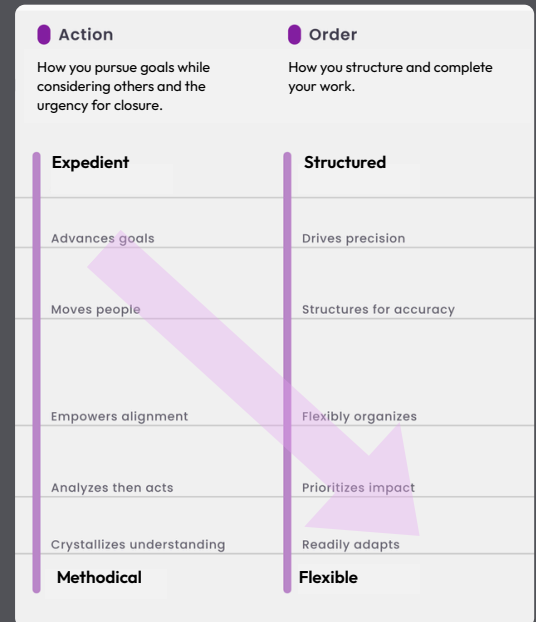 Action
How you pursue goals while
considering others and the
urgency for closure.
Expedient
Advances goals
Moves people
Empowers alignment
Analyzes then acts
Crystallizes understanding
Methodical
Order
How you structure and complete
your work.
Structured
Drives precision
Structures for accuracy
Flexibly organizes
Prioritizes impact
Readily adapts
Flexible